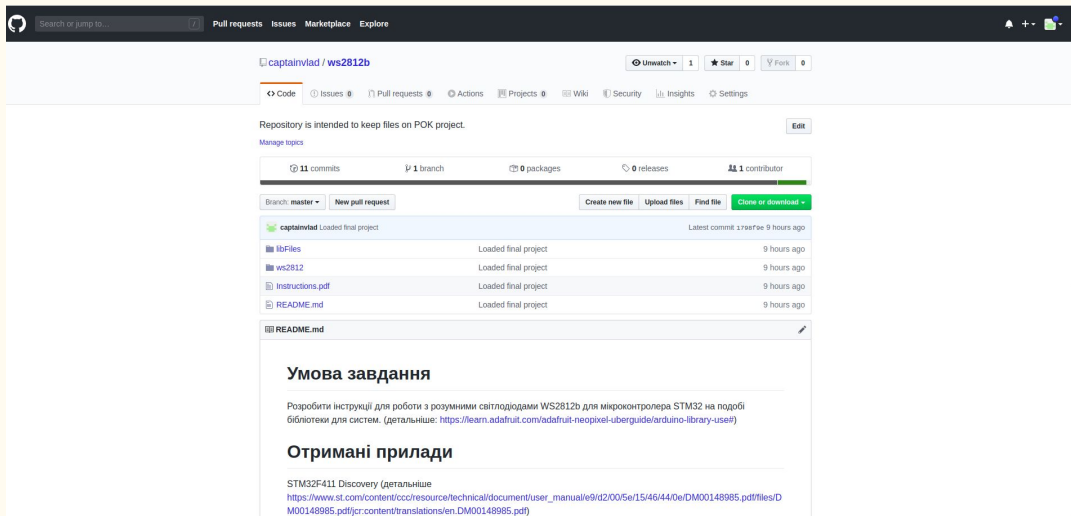 Search or jump to... /
Pull requests Issues Marketplace Explore
captainvlad / ws2812b
Unwatch 1 Star 0 Fork 0
Code Issues 0 Pull requests 0 Actions Projects 0 Wiki Security Insights Settings
Repository is intended to keep files on POK project. Edit
Manage topics
11 commits 1 branch 0 packages 0 releases 1 contributor
Branch: master New pull request Create new file Upload files Find file Clone or download
captainvlad Loaded final project Latest commit 1798f9e 9 hours ago
libFiles Loaded final project 9 hours ago
ws2812 Loaded final project 9 hours ago
Instructions.pdf Loaded final project 9 hours ago
README.md Loaded final project 9 hours ago
README.md
Умова завдання
Розробити інструкції для роботи з розумними світлодіодами WS2812b для мікроконтролера STM32 на подобі
бібліотеки для систем. (детальніше: https://learn.adafruit.com/adafruit-neopixel-uberguide/arduino-library-use#)
Отримані прилади
STM32F411 Discovery (детальніше
https://www.st.com/content/ccc/resource/technical/document/user_manual/e9/d2/00/5e/15/46/44/0e/DM00148985.pdf/files/D
M00148985.pdf/jcr:content/translations/en.DM00148985.pdf)